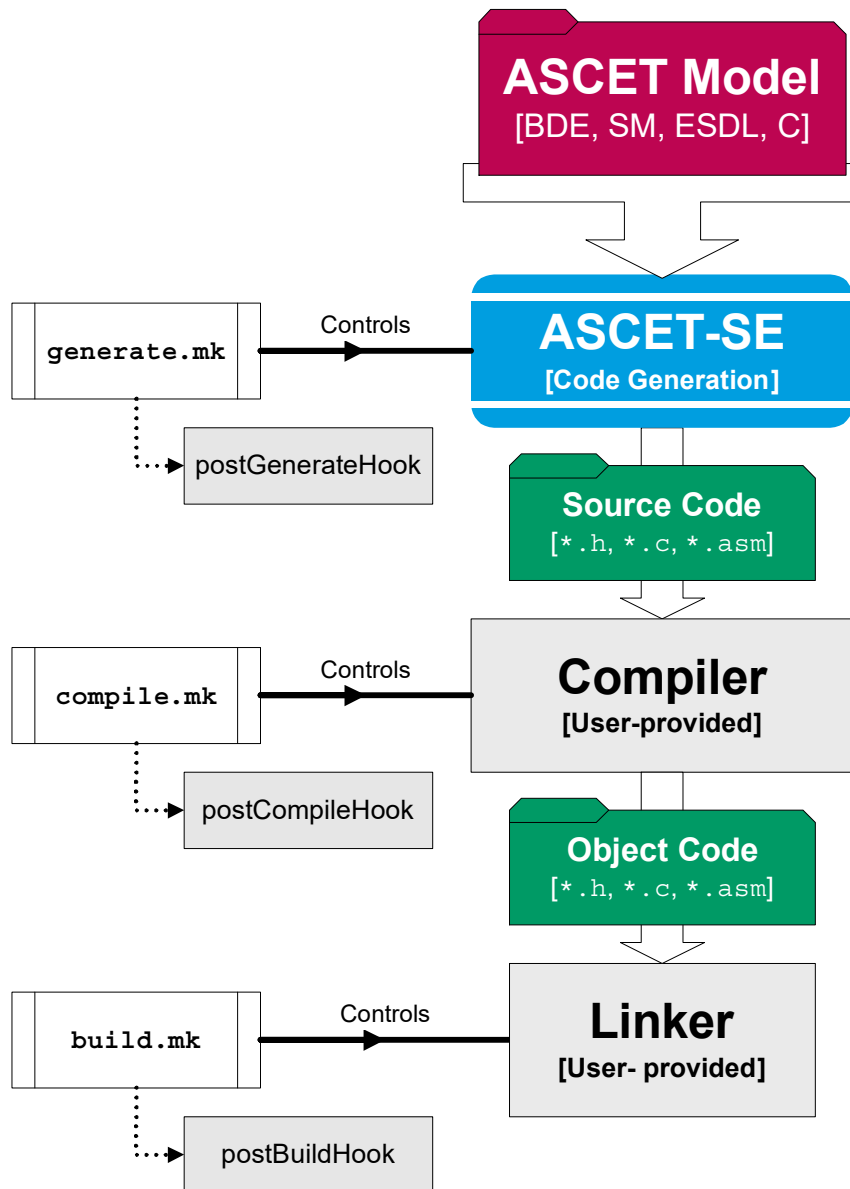 ASCET Model
[BDE, SM, ESDL, C]
Controls
generate.mk
ASCET-SE
[Code Generation]
postGenerateHook
Source Code
[*.h, *.c, *.asm]
Controls
compile.mk
Compiler
[User-provided]
postCompileHook
Object Code
[*.h, *.c, *.asm]
Controls
build.mk
Linker
[User- provided]
postBuildHook